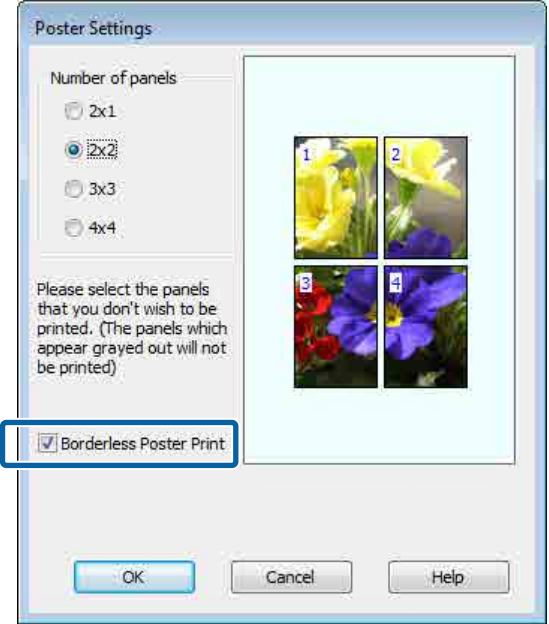 Poster Settings
Number of panels
2x1
2x2
3x3
4x4
1
2
3
4
Please select the panels
that you don't wish to be
printed. (The panels which
appear grayed out will not
be printed)
Borderless Poster Print
OK
Cancel
Help